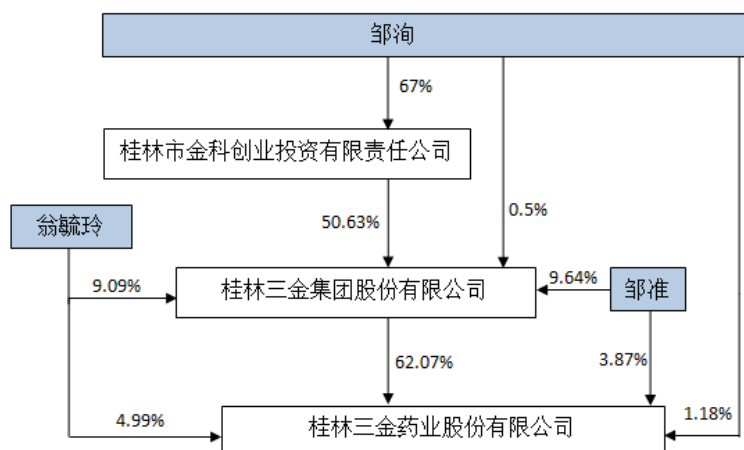 邹洵
67%
桂林市金科创业投资有限责任公司
50.63%
0.5%
翁毓玲
9.09%
桂林三金集团股份有限公司
9.64%
邹准
62.07%
3.87%
4.99%
桂林三金药业股份有限公司
1.18%